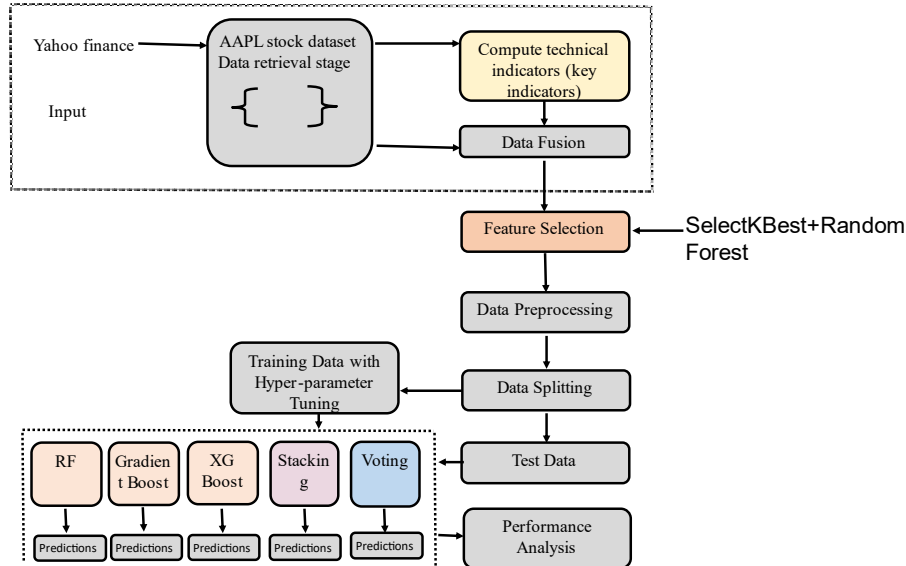 Yahoo finance
Input
AAPL stock dataset
Data retrieval stage
{ }
Compute technical
indicators (key
indicators)
Data Fusion
Feature Selection
SelectKBest+Random
Forest
Data Preprocessing
Training Data with
Hyper-parameter
Tuning
Data Splitting
Test Data
RF
Gradien
t Boost
XG
Boost
Stackin
g
Voting
Predictions
Predictions
Predictions
Predictions
Predictions
Performance
Analysis